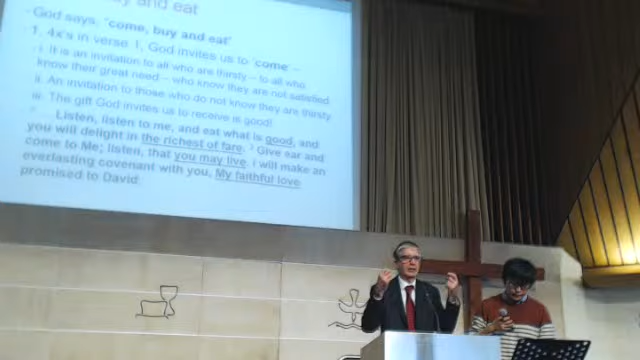 and eat
God says, "come, buy and eat"
1. 4x's in verse 1, God invites us to 'come' –
i. It is an invitation to all who are thirsty – to all who
know their great need – who know they are not satisfied.
ii. An invitation to those who do not know they are thirsty.
iii. The gift God invites us to receive is good!
Listen, listen to me, and eat what is good, and
you will delight in the richest of fare. 3 Give ear and
come to Me; listen, that you may live. I will make an
everlasting covenant with you, My faithful love
promised to David.